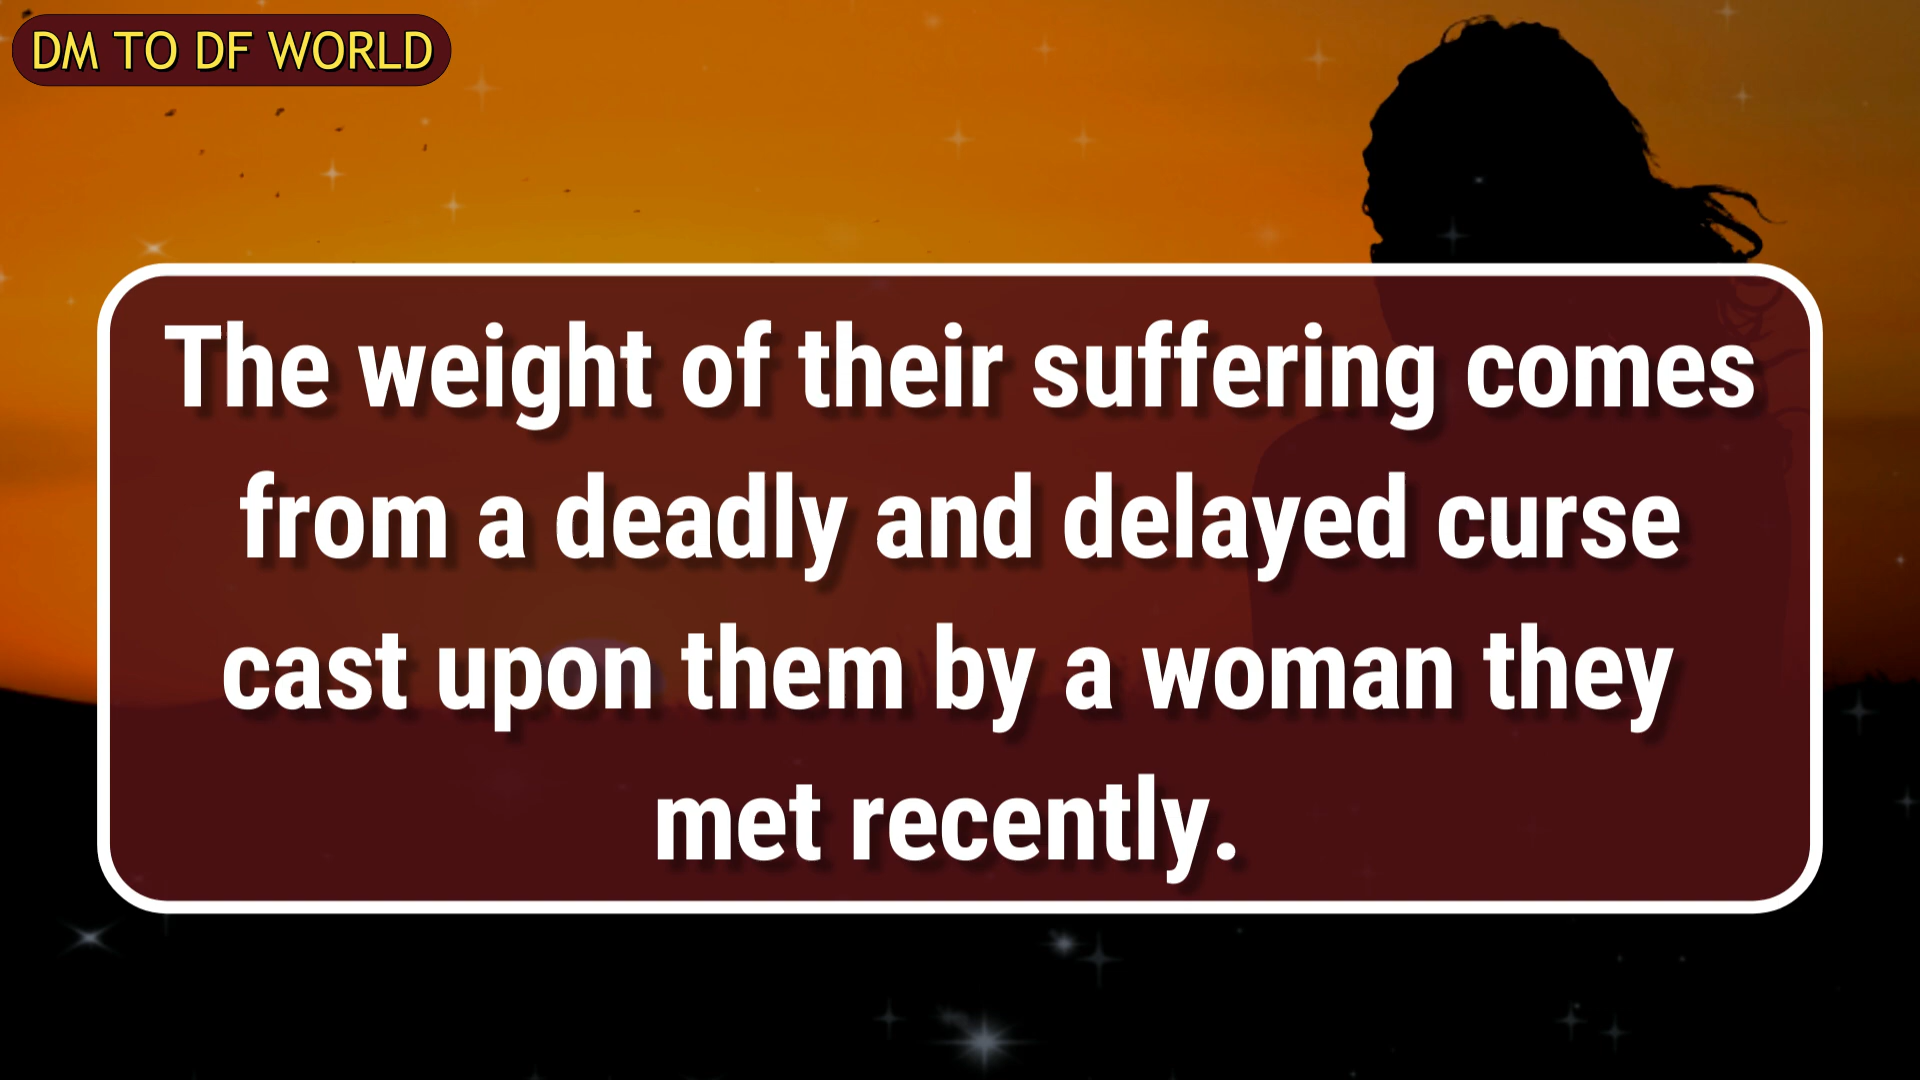 DM TO DF WORLD
The weight of their suffering comes
from a deadly and delayed curse
cast upon them by a woman they
met recently.